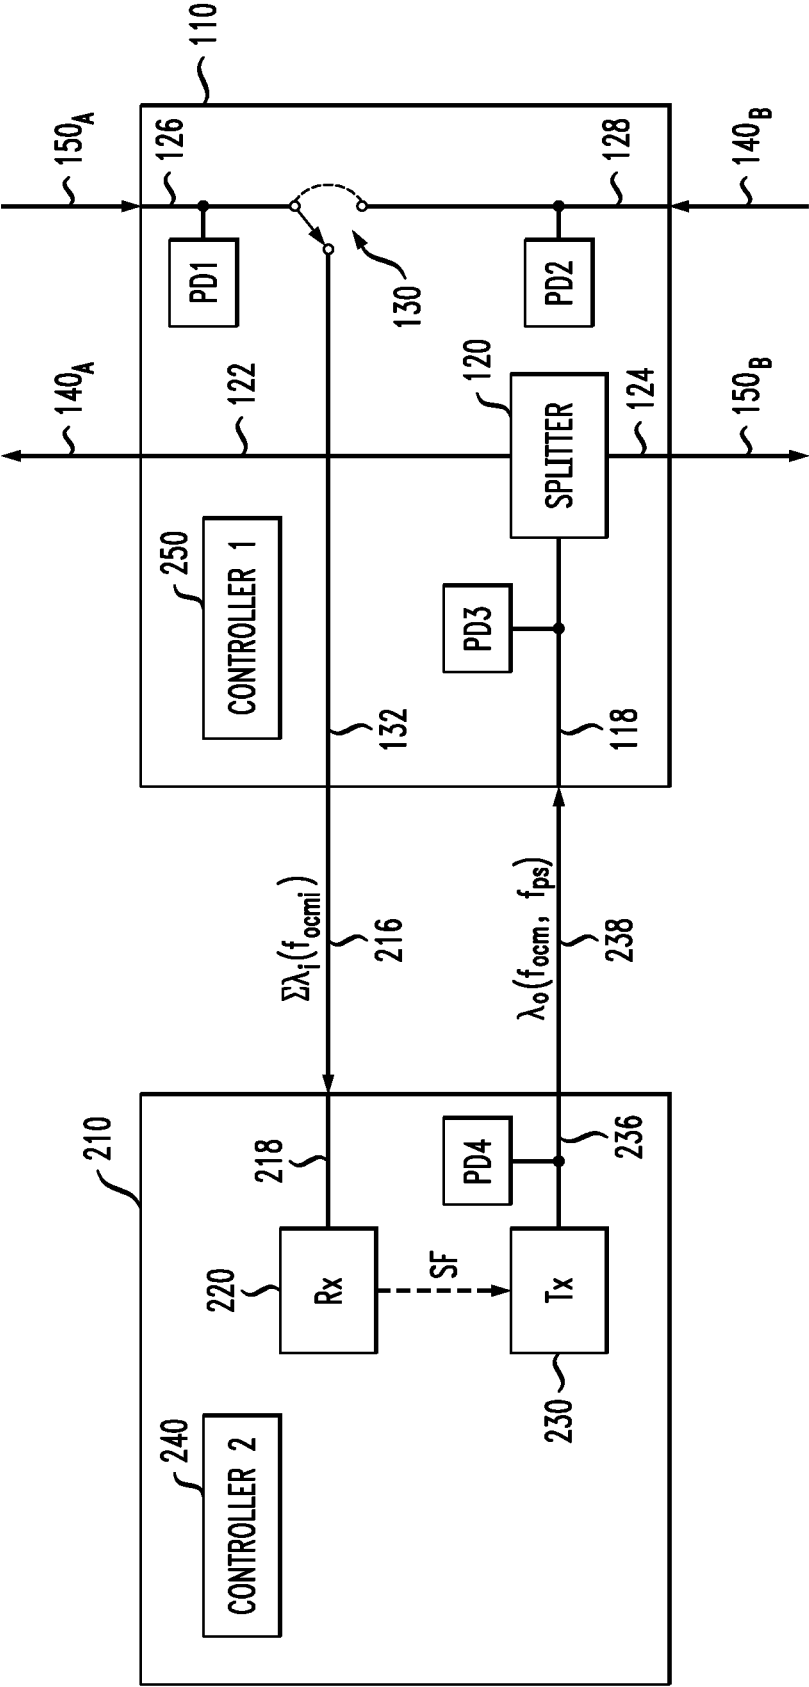 110
150A
126
128
140B
PD1
PD2
130
140A
122
120
124
150B
SPLITTER
250
CONTROLLER 1
PD3
132
118
Σλi(focmi)
216
λo(focm, fps)
238
210
218
PD4
236
220
Rx
SF
Tx
230
240
CONTROLLER 2